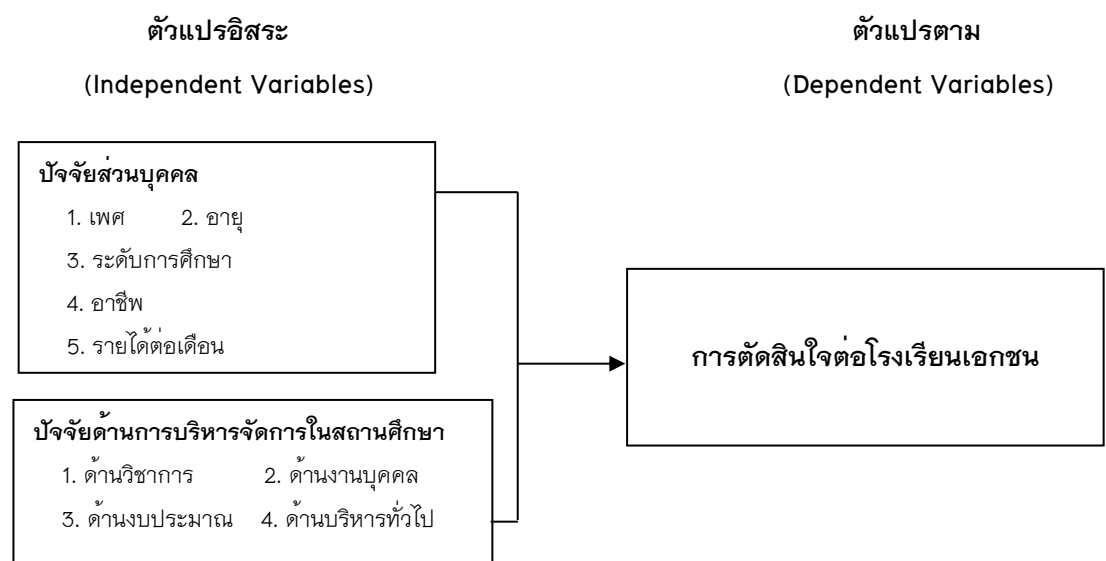 ตัวแปรอิสระ
(Independent Variables)
ตัวแปรตาม
(Dependent Variables)
ปัจจัยส่วนบุคคล
1. เพศ 2. อายุ
3. ระดับการศึกษา
4. อาชีพ
5. รายได้ต่อเดือน
ปัจจัยด้านการบริหารจัดการในสถานศึกษา
1. ด้านวิชาการ 2. ด้านงานบุคคล
3. ด้านงบประมาณ 4. ด้านบริหารทั่วไป
การตัดสินใจต่อโรงเรียนเอกชน